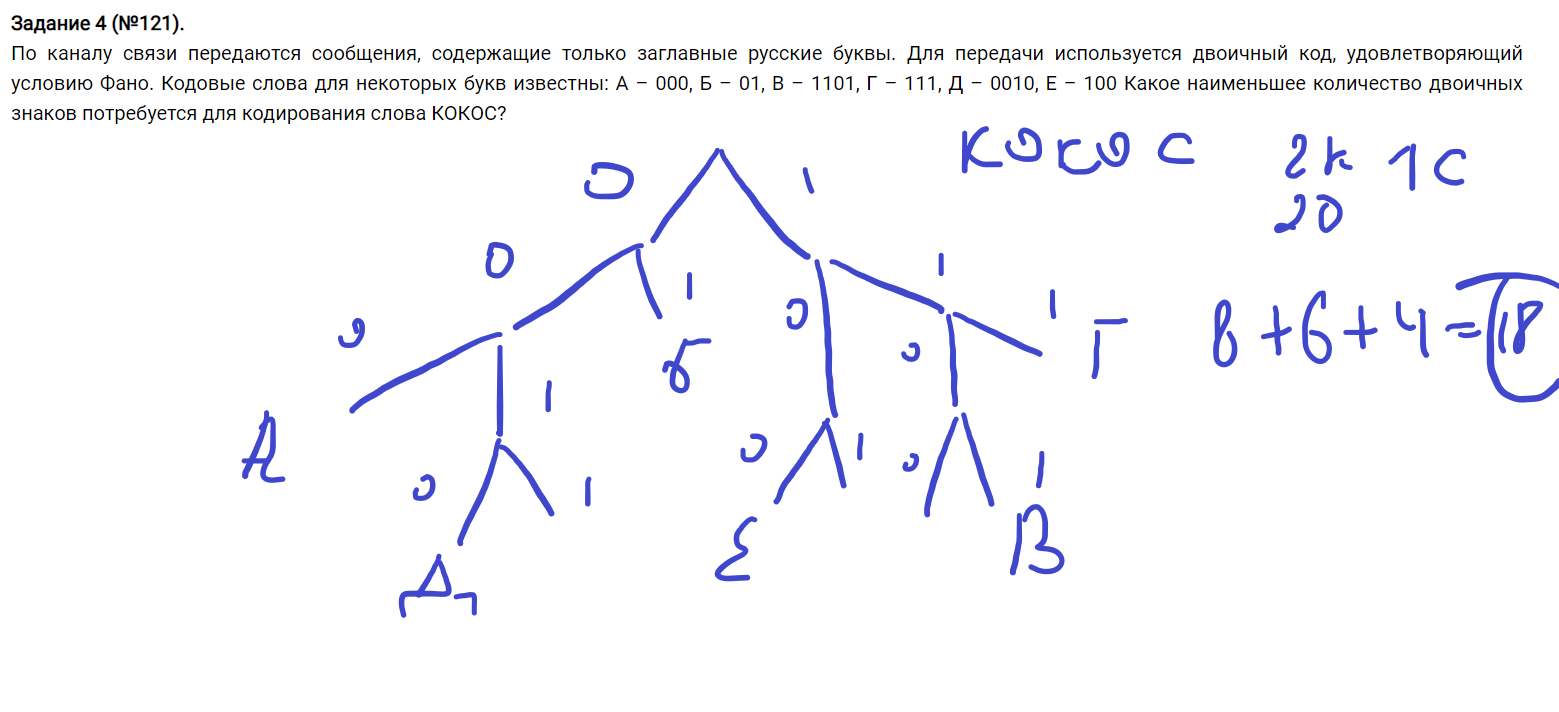 Задание 4 (№121).
По каналу связи передаются сообщения, содержащие только заглавные русские буквы. Для передачи используется двоичный код, удовлетворяющий
условию Фано. Кодовые слова для некоторых букв известны: А – 000, Б – 01, В – 1101, Г – 111, Д – 0010, Е – 100 Какое наименьшее количество двоичных
знаков потребуется для кодирования слова КОКОС?
КОКОС 2К 1С
2О
0 1
0 1 0 1
0 1 Б 0 1 Г
8+6+4=18
А 0 1 0 1 0 1
Д Е В